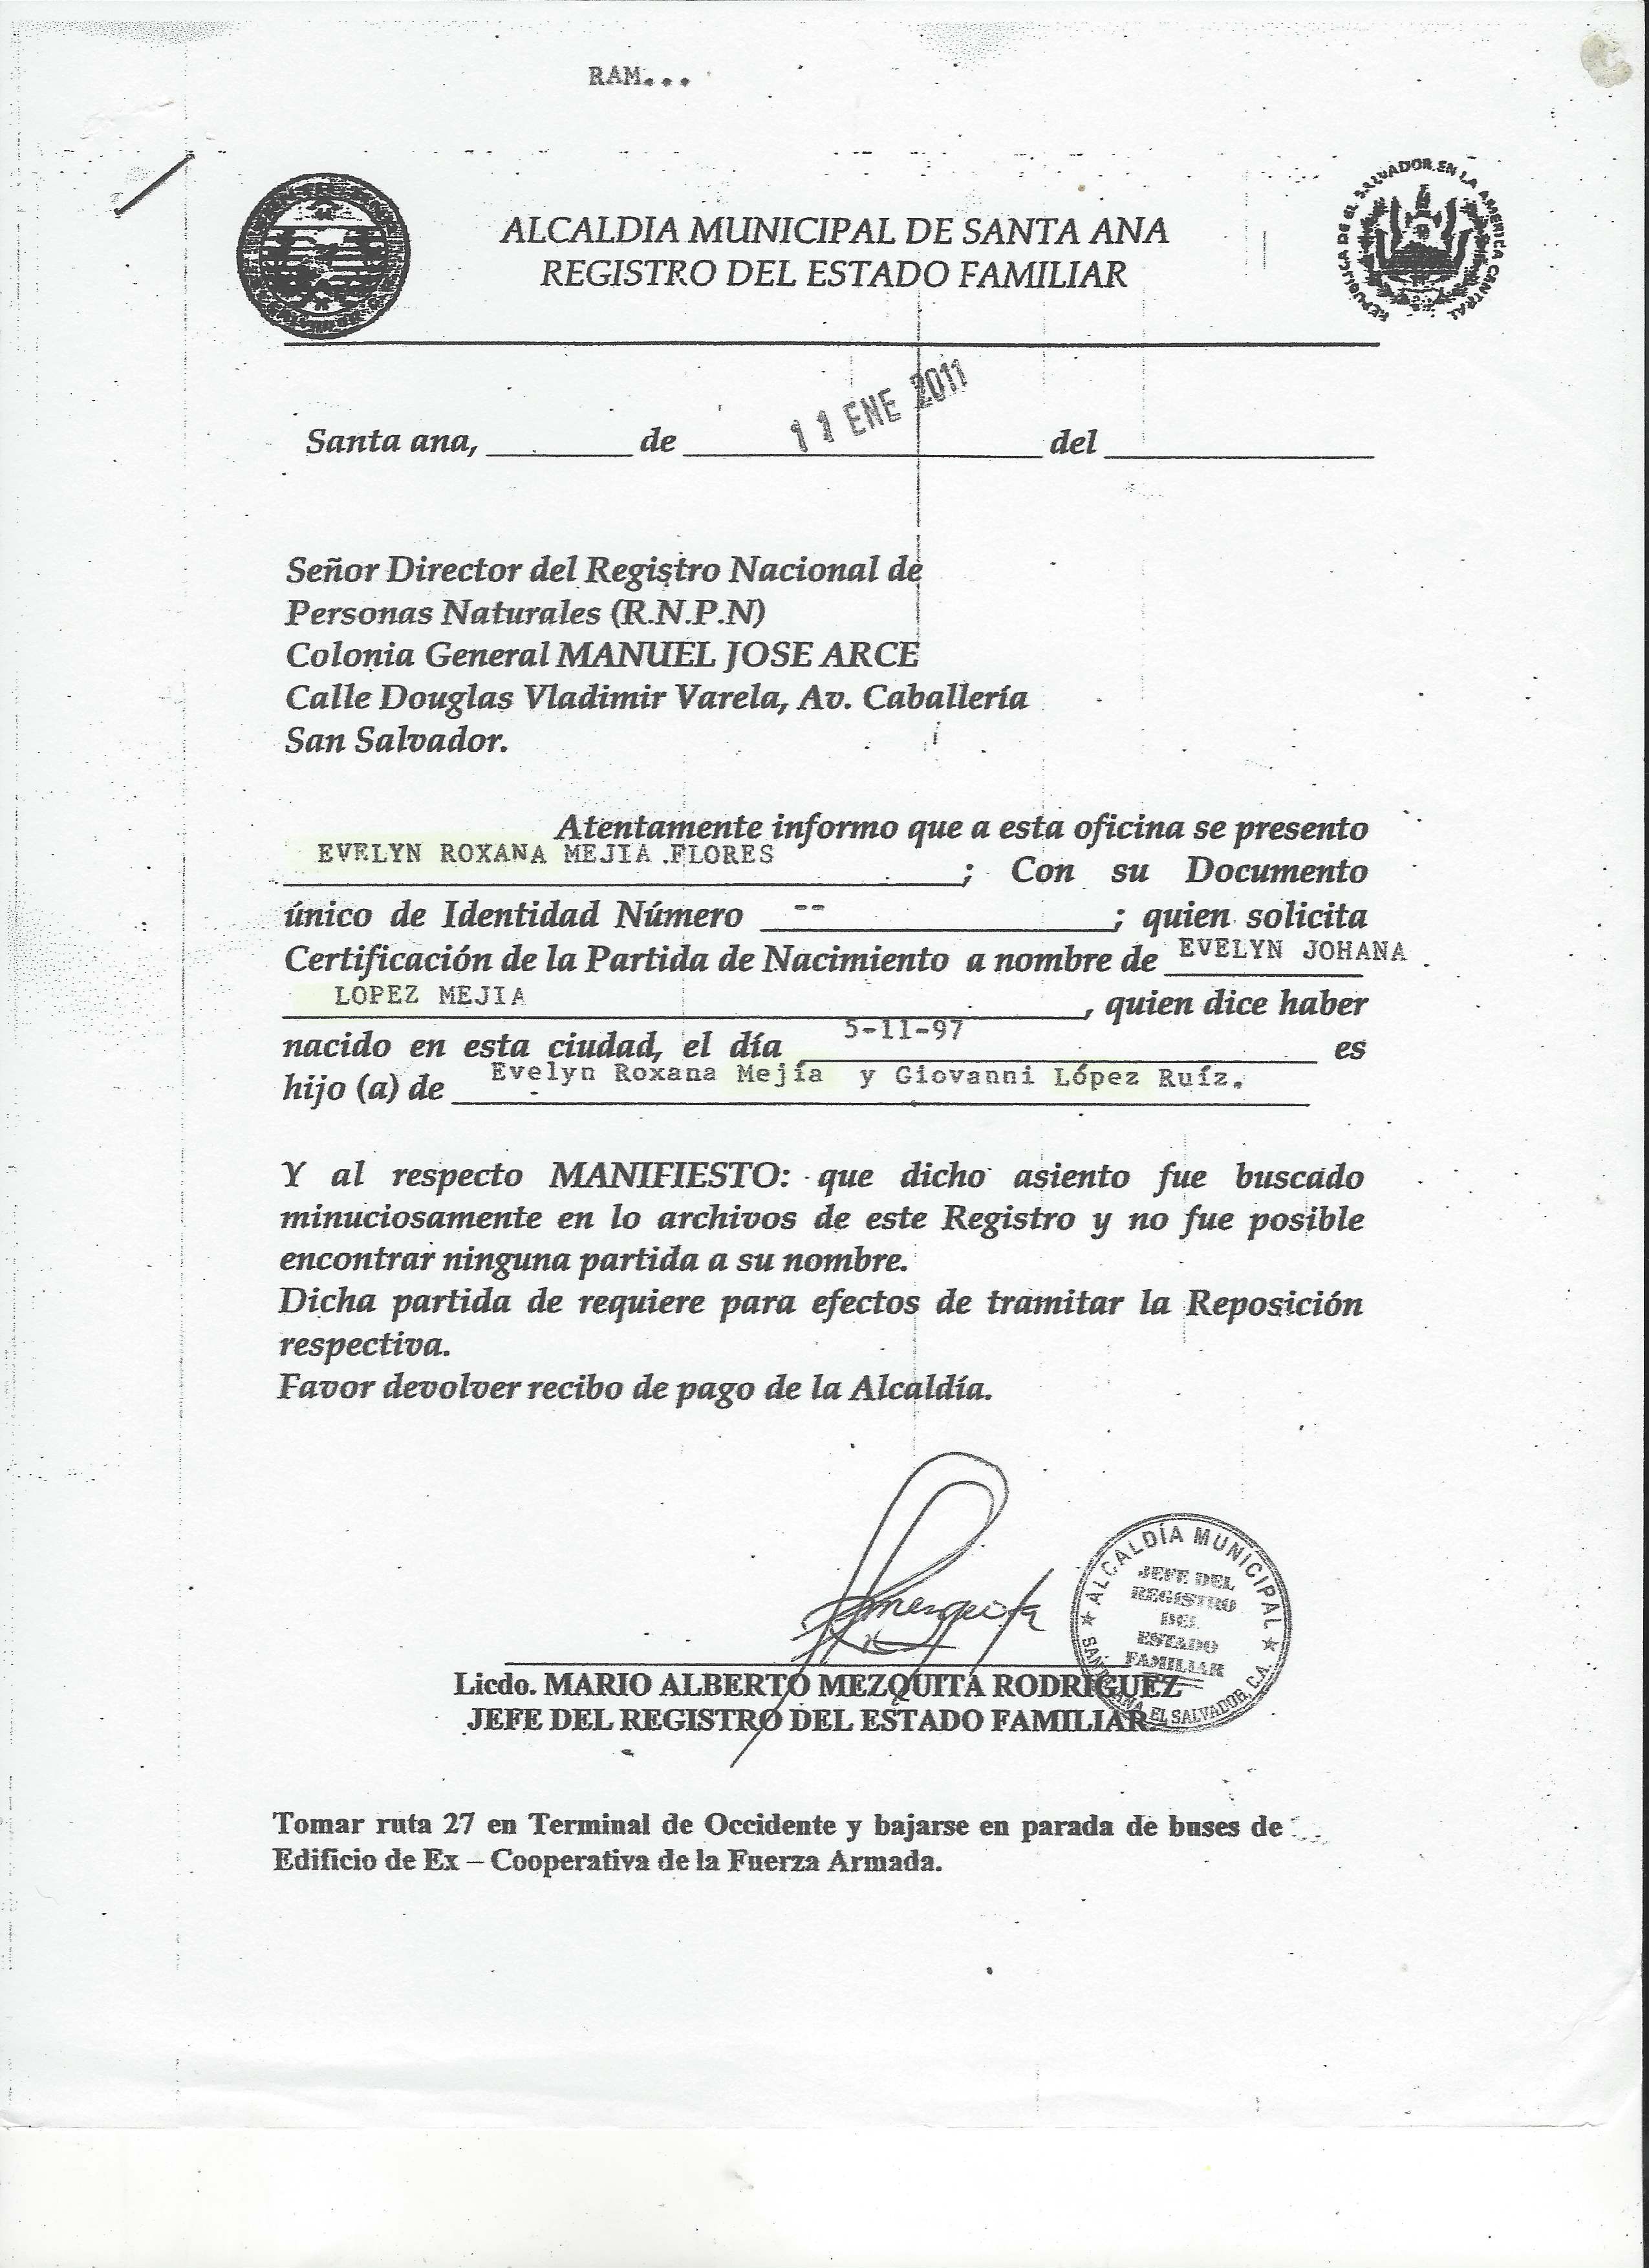 RAM...
REPUBLICA DE EL SALVADOR EN LA AMERICA CENTRAL
ALCALDIA MUNICIPAL DE SANTA ANA
REGISTRO DEL ESTADO FAMILIAR
11 ENE 2011
Santa ana, ________ de ________ del ________
Señor Director del Registro Nacional de
Personas Naturales (R.N.P.N)
Colonia General MANUEL JOSE ARCE
Calle Douglas Vladimir Varela, Av. Caballería
San Salvador.
Atentamente informo que a esta oficina se presento
EVELYN ROXANA MEJIA FLORES ; Con su Documento
único de Identidad Número -- ; quien solicita
Certificación de la Partida de Nacimiento a nombre de EVELYN JOHANA
LOPEZ MEJIA , quien dice haber
nacido en esta ciudad, el día 5-11-97 es
hijo (a) de Evelyn Roxana Mejía y Giovanni López Ruíz.
Y al respecto MANIFIESTO: que dicho asiento fue buscado
minuciosamente en lo archivos de este Registro y no fue posible
encontrar ninguna partida a su nombre.
Dicha partida de requiere para efectos de tramitar la Reposición
respectiva.
Favor devolver recibo de pago de la Alcaldía.
ALCALDÍA MUNICIPAL
JEFE DEL
REGISTRO
DEL
ESTADO
FAMILIAR
SANTA ANA, EL SALVADOR, CA.
Licdo. MARIO ALBERTO MEZQUITA RODRIGUEZ
JEFE DEL REGISTRO DEL ESTADO FAMILIAR.
Tomar ruta 27 en Terminal de Occidente y bajarse en parada de buses de
Edificio de Ex – Cooperativa de la Fuerza Armada.